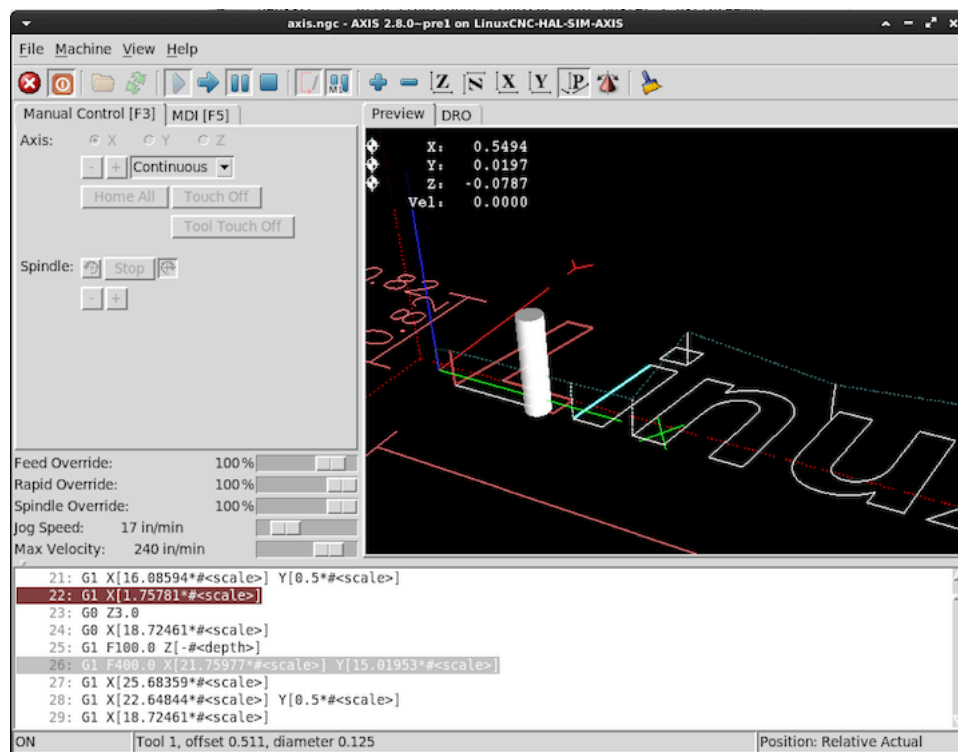 axis.ngc - AXIS 2.8.0~pre1 on LinuxCNC-HAL-SIM-AXIS
File Machine View Help
Z N X Y P
M1
Manual Control [F3] MDI [F5]
Axis: X Y Z
- + Continuous
Home All Touch Off
Tool Touch Off
Spindle: Stop
- +
Feed Override: 100%
Rapid Override: 100%
Spindle Override: 100%
Jog Speed: 17 in/min
Max Velocity: 240 in/min
Preview DRO
X: 0.5494
Y: 0.0197
Z: -0.0787
Vel: 0.0000
Y
X
Linu
21: G1 X[16.08594*#<scale>] Y[0.5*#<scale>]
22: G1 X[1.75781*#<scale>]
23: G0 Z3.0
24: G0 X[18.72461*#<scale>]
25: G1 F100.0 Z[-#<depth>]
26: G1 F400.0 X[21.75977*#<scale>] Y[15.01953*#<scale>]
27: G1 X[25.68359*#<scale>]
28: G1 X[22.64844*#<scale>] Y[0.5*#<scale>]
29: G1 X[18.72461*#<scale>]
ON Tool 1, offset 0.511, diameter 0.125 Position: Relative Actual